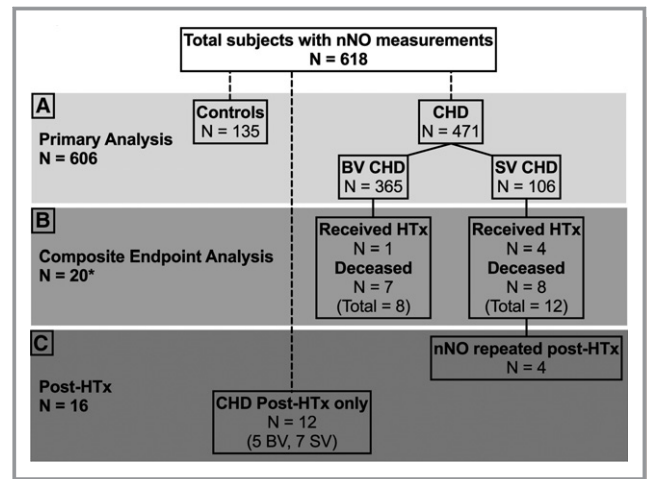 Total subjects with nNO measurements
N = 618
A
Primary Analysis
N = 606
Controls
N = 135
CHD
N = 471
BV CHD
N = 365
SV CHD
N = 106
B
Composite Endpoint Analysis
N = 20*
Received HTx
N = 1
Deceased
N = 7
(Total = 8)
Received HTx
N = 4
Deceased
N = 8
(Total = 12)
C
Post-HTx
N = 16
nNO repeated post-HTx
N = 4
CHD Post-HTx only
N = 12
(5 BV, 7 SV)